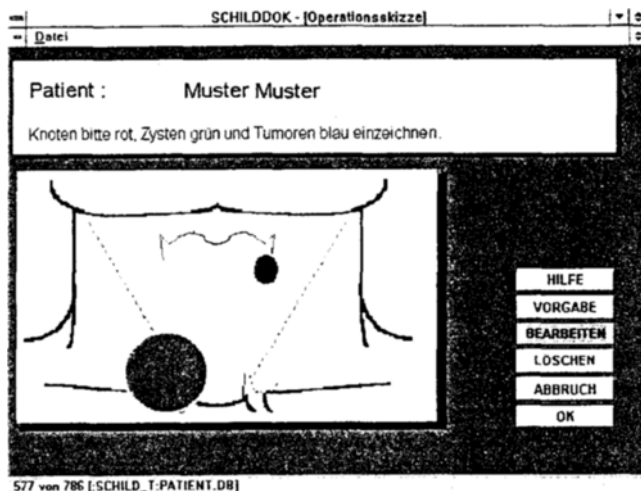 SCHILDDOK - [Operationsskizze]
Datei
Patient : Muster Muster
Knoten bitte rot, Zysten grün und Tumoren blau einzeichnen.
HILFE
VORGABE
BEARBEITEN
LOSCHEN
ABBRUCH
OK
577 von 786 [:SCHILD_T:PATIENT.DB]